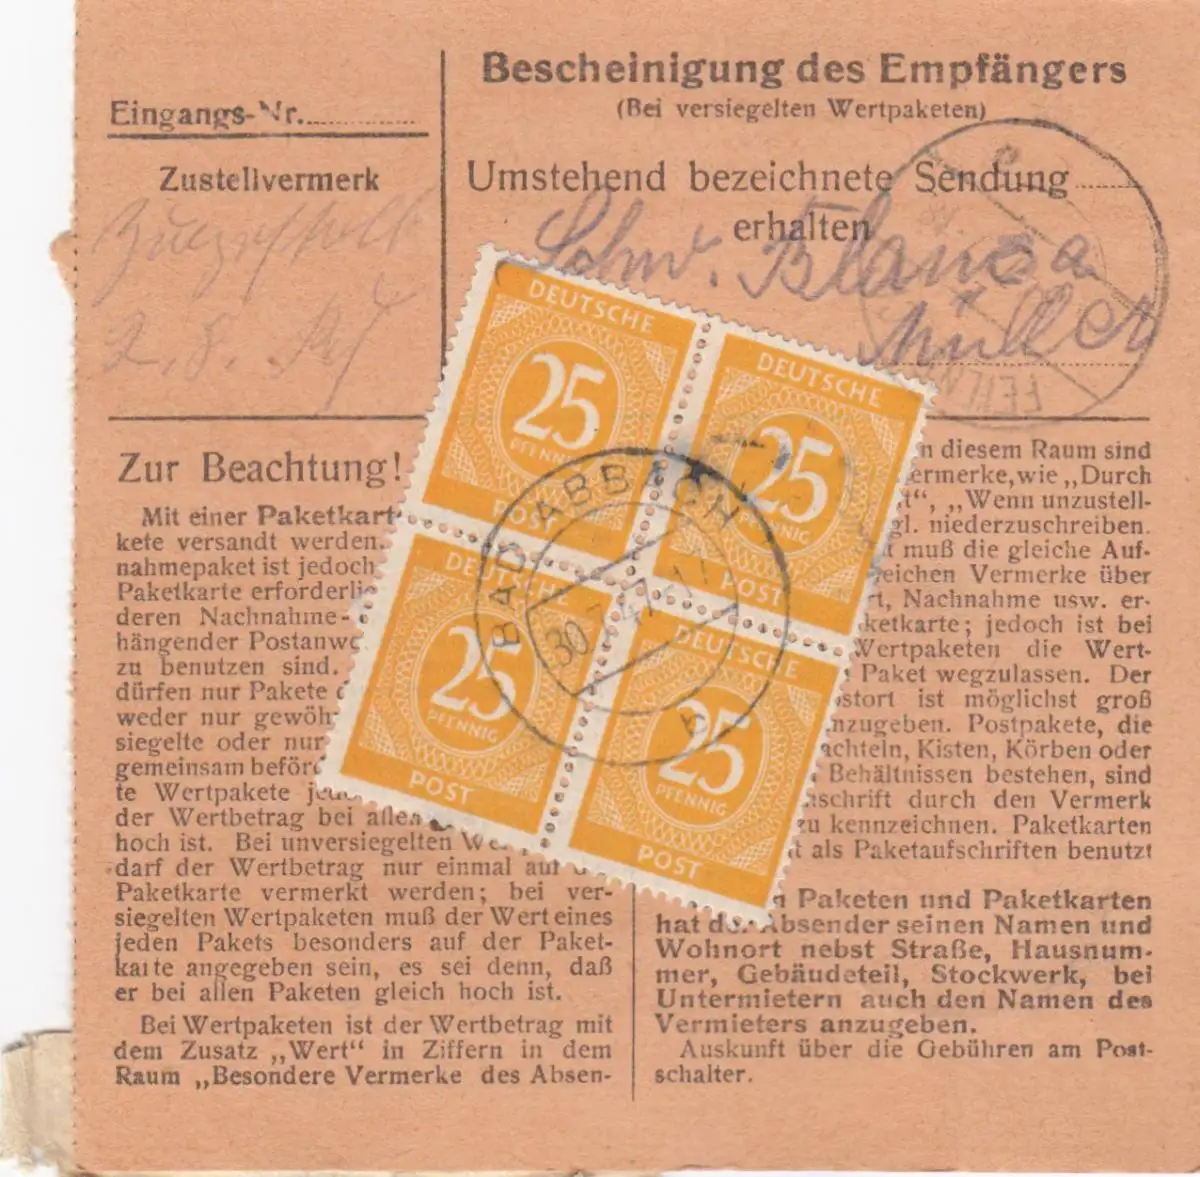 Eingangs-Nr.
Zustellvermerk
2. 8.
Bescheinigung des Empfängers
(Bei versiegelten Wertpaketen)
Umstehend bezeichnete Sendung
erhalten
Schw. Blanca
Müller
DEUTSCHE
25
PFENNIG
POST
DEUTSCHE
25
PFENNIG
POST
DEUTSCHE
25
PFENNIG
POST
DEUTSCHE
25
PFENNIG
POST
BAD ABBACH
30 47
b
Zur Beachtung!
Mit einer Paketkart
kete versandt werden.
nahmepaket ist jedoch
Paketkarte erforderli
deren Nachnahme-
hängender Postanw
zu benutzen sind.
dürfen nur Pakete
weder nur gewöh
siegelte oder nur
gemeinsam beför
te Wertpakete
der Wertbetrag bei allen
hoch ist. Bei unversiegelten
darf der Wertbetrag nur einmal auf
Paketkarte vermerkt werden; bei ver-
siegelten Wertpaketen muß der Wert eines
jeden Pakets besonders auf der Paket-
karte angegeben sein, es sei denn, daß
er bei allen Paketen gleich hoch ist.
Bei Wertpaketen ist der Wertbetrag mit
dem Zusatz „Wert“ in Ziffern in dem
Raum „Besondere Vermerke des Absen-
n diesem Raum sind
ermerke, wie „Durch
t“, „Wenn unzustell-
gl. niederzuschreiben.
muß die gleiche Auf-
eichen Vermerke über
rt, Nachnahme usw. er-
ketkarte; jedoch ist bei
Wertpaketen die Wert-
Paket wegzulassen. Der
stort ist möglichst groß
nzugeben. Postpakete, die
achteln, Kisten, Körben oder
Behältnissen bestehen, sind
schrift durch den Vermerk
zu kennzeichnen. Paketkarten
t als Paketaufschriften benutzt
n Paketen und Paketkarten
hat der Absender seinen Namen und
Wohnort nebst Straße, Hausnum-
mer, Gebäudeteil, Stockwerk, bei
Untermietern auch den Namen des
Vermieters anzugeben.
Auskunft über die Gebühren am Post-
schalter.